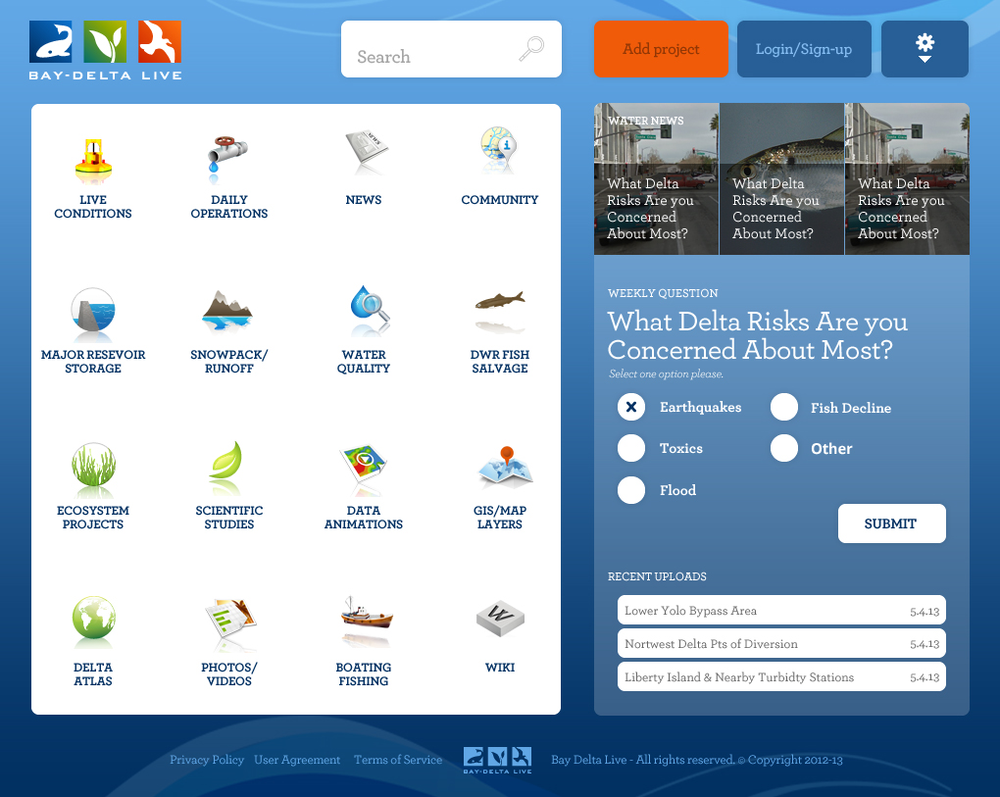 BAY-DELTA LIVE
Search
Add project
Login/Sign-up
LIVE
CONDITIONS
DAILY
OPERATIONS
NEWS
COMMUNITY
MAJOR RESEVOIR
STORAGE
SNOWPACK/
RUNOFF
WATER
QUALITY
DWR FISH
SALVAGE
ECOSYSTEM
PROJECTS
SCIENTIFIC
STUDIES
DATA
ANIMATIONS
GIS/MAP
LAYERS
DELTA
ATLAS
PHOTOS/
VIDEOS
BOATING
FISHING
W
WIKI
WATER NEWS
What Delta
Risks Are you
Concerned
About Most?
What Delta
Risks Are you
Concerned
About Most?
What Delta
Risks Are you
Concerned
About Most?
WEEKLY QUESTION
What Delta Risks Are you
Concerned About Most?
Select one option please.
Earthquakes
Fish Decline
Toxics
Other
Flood
SUBMIT
RECENT UPLOADS
Lower Yolo Bypass Area 5.4.13
Nortwest Delta Pts of Diversion 5.4.13
Liberty Island & Nearby Turbidty Stations 5.4.13
Privacy Policy User Agreement Terms of Service BAY-DELTA LIVE Bay Delta Live - All rights reserved. © Copyright 2012-13